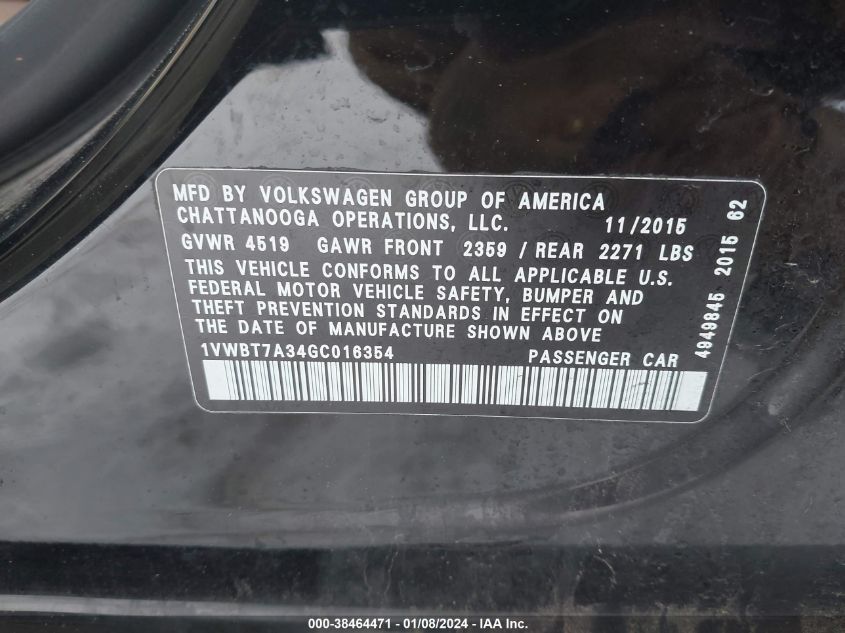 MFD BY VOLKSWAGEN GROUP OF AMERICA
CHATTANOOGA OPERATIONS, LLC. 11/2015
GVWR 4519 GAWR FRONT 2359 / REAR 2271 LBS
THIS VEHICLE CONFORMS TO ALL APPLICABLE U.S.
FEDERAL MOTOR VEHICLE SAFETY, BUMPER AND
THEFT PREVENTION STANDARDS IN EFFECT ON
THE DATE OF MANUFACTURE SHOWN ABOVE
1VWBT7A34GC016354 PASSENGER CAR
4949845 2015 62
000-38464471 - 01/08/2024 - IAA Inc.